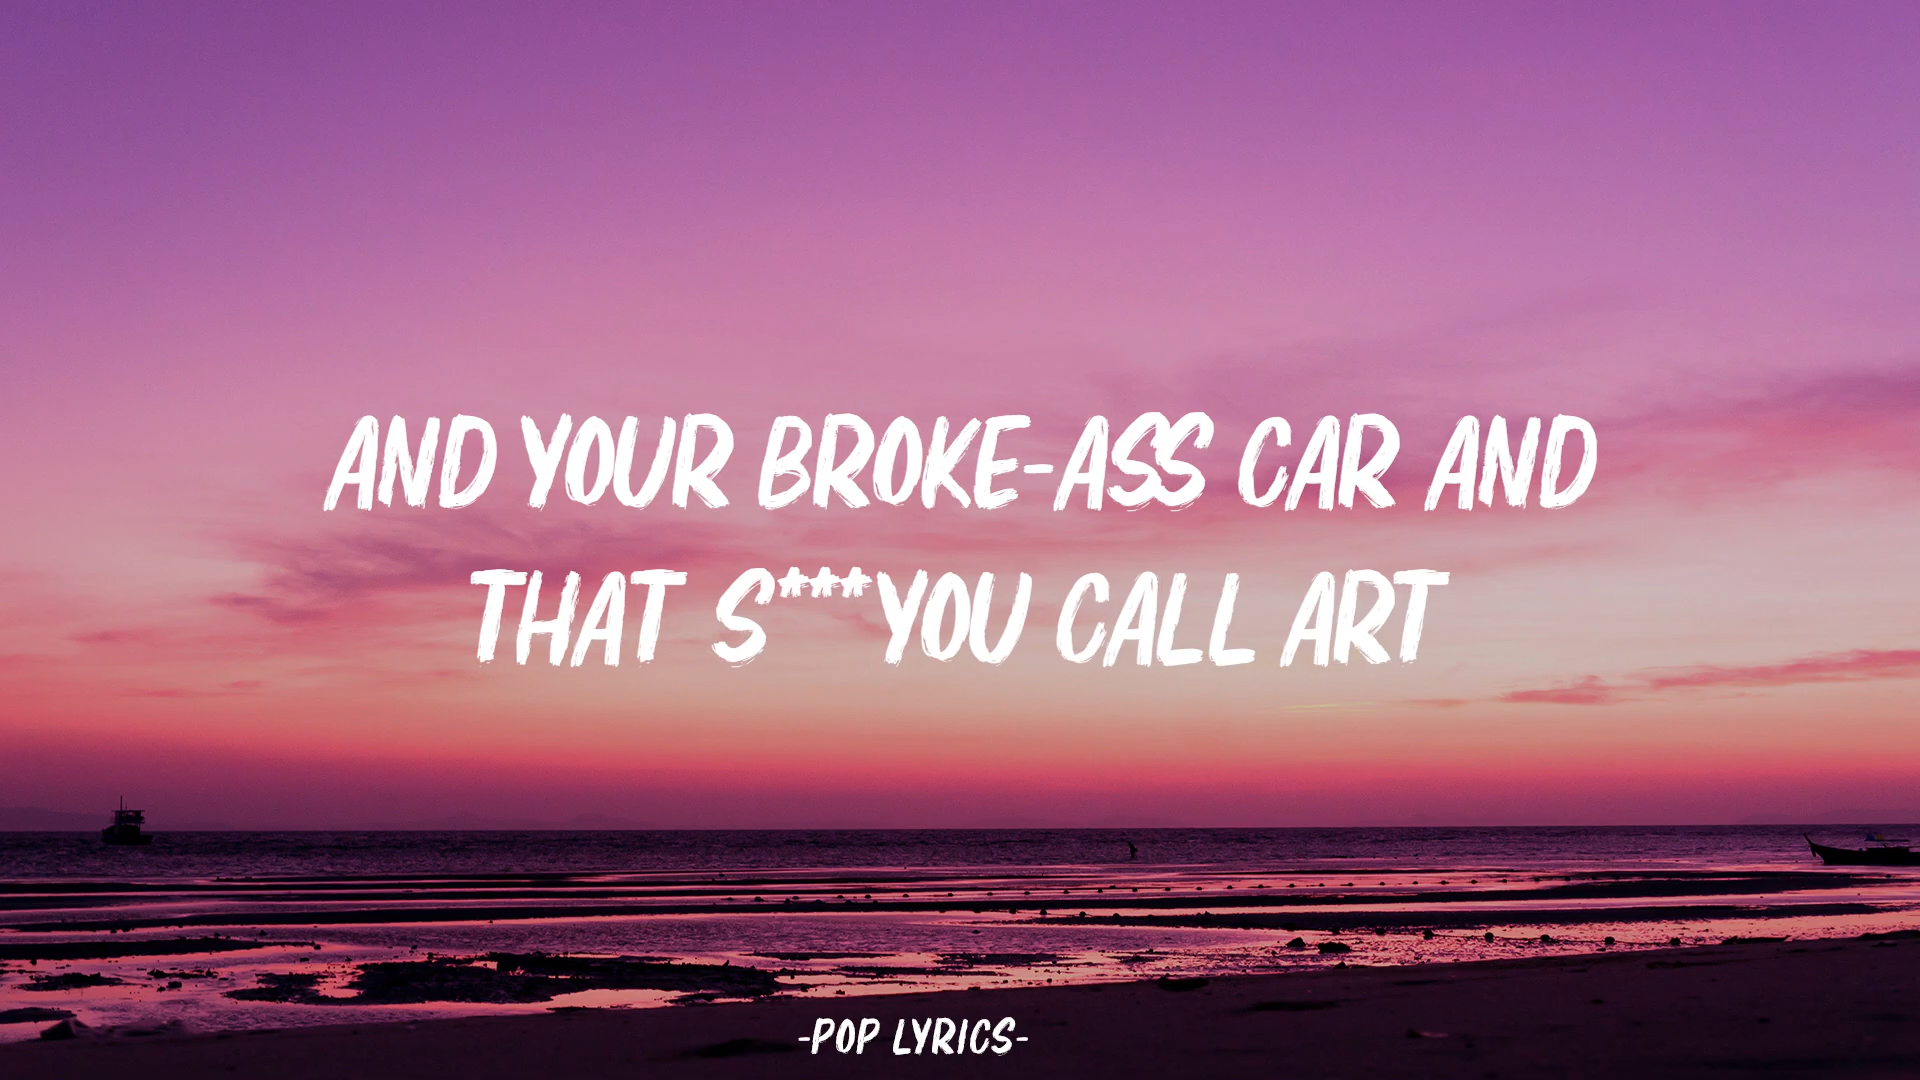 AND YOUR BROKE-ASS CAR AND
THAT S***YOU CALL ART
-POP LYRICS-